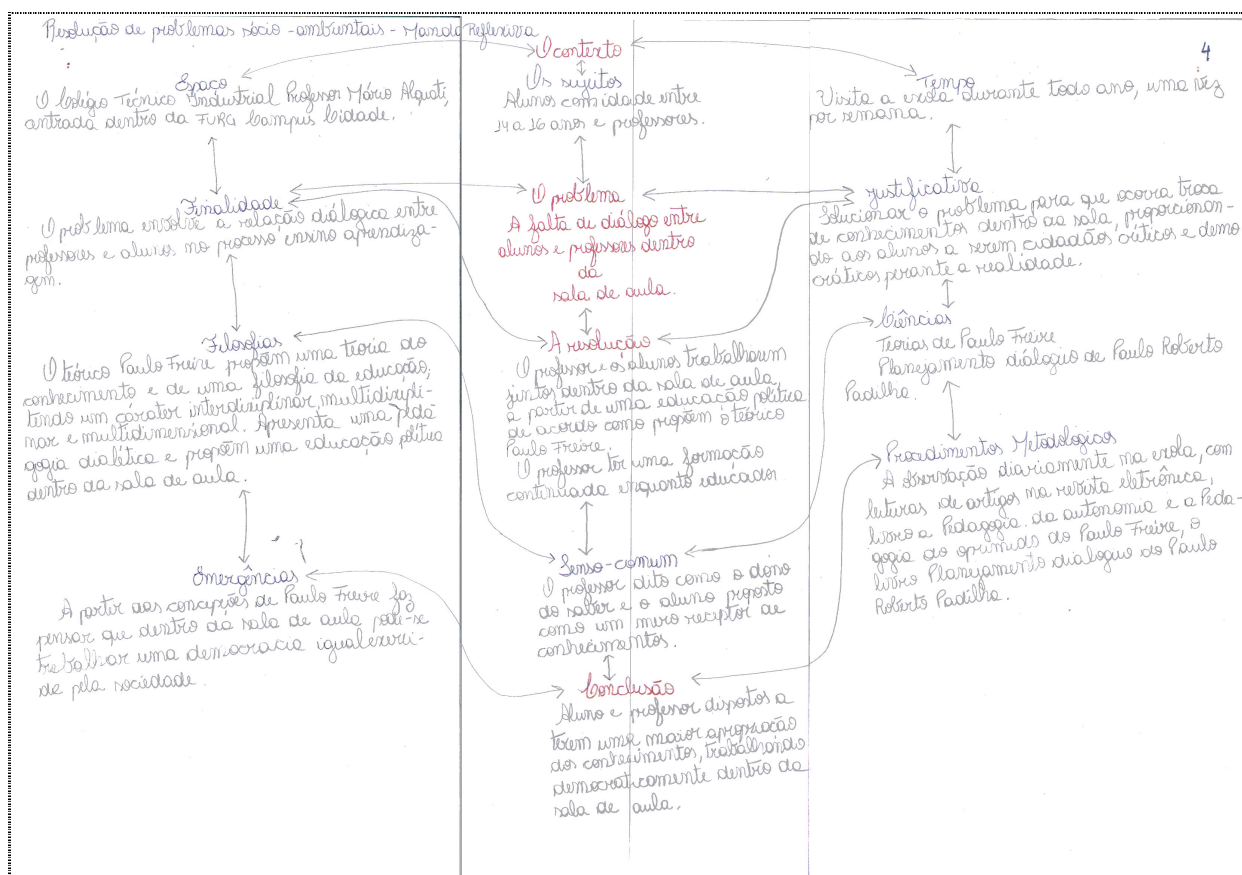 Resolução de problemas sócio-ambientais - Mandala Reflexiva
4
O contexto
Espaço
O Colégio Técnico Industrial Professor Mário Alquati,
entrada dentro da FURG Campus Cidade.
Os sujeitos
Alunos com idade entre
14 a 16 anos e professores.
Tempo
Visita a escola durante todo ano, uma vez
por semana.
Finalidade
O problema envolve a relação diálogica entre
professores e alunos no processo ensino aprendiza-
gem.
O problema
A falta de diálogo entre
alunos e professores dentro
da
sala de aula.
justificativa
Solucionar o problema para que ocorra troca
de conhecimentos dentro da sala, proporcionan-
do aos alunos a serem cidadãos críticos e demo
cráticos perante a realidade.
Filosofias
O teórico Paulo Freire propõem uma teoria do
conhecimento e de uma filosofia da educação,
tendo um caráter interdisciplinar, multidiscipli-
nar e multidimensional. Apresenta uma peda
gogia dialética e propõem uma educação política
dentro da sala de aula.
A resolução
O professor e os alunos trabalharem
juntos dentro da sala de aula,
a partir de uma educação política
de acordo como propõem o teórico
Paulo Freire.
O professor ter uma formação
continuada enquanto educador
Ciências
Teorias de Paulo Freire
Planejamento diálogio de Paulo Roberto
Padilha.
Procedimentos Metodológicos
A observação diariamente na escola, com
leituras de artigos na revista eletrônica,
livro a Pedagogia da autonomia e a Peda-
gogia do oprimido do Paulo Freire, o
livro Planejamento dialogue do Paulo
Roberto Padilha.
Emergências
A partir das concepções de Paulo Freire faz
pensar que dentro da sala de aula pode-se
trabalhar uma democracia igual
de pela sociedade.
Senso-comum
O professor dito como o dono
do saber e o aluno proposto
como um mero receptor de
conhecimentos.
Conclusão
Aluno e professor dispostos a
terem uma maior apropriação
dos conhecimentos, trabalhando
democraticamente dentro da
sala de aula.